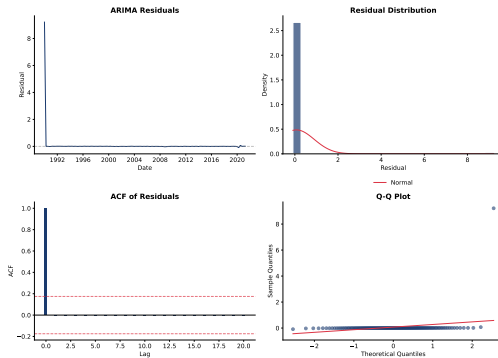 ARIMA Residuals
Residual
8
6
4
2
0
1992 1996 2000 2004 2008 2012 2016 2020
Date
Residual Distribution
Density
2.5
2.0
1.5
1.0
0.5
0.0
0 2 4 6 8
Residual
Normal
ACF of Residuals
ACF
1.0
0.8
0.6
0.4
0.2
0.0
−0.2
0.0 2.5 5.0 7.5 10.0 12.5 15.0 17.5 20.0
Lag
Q-Q Plot
Sample Quantiles
8
6
4
2
0
−2 −1 0 1 2
Theoretical Quantiles